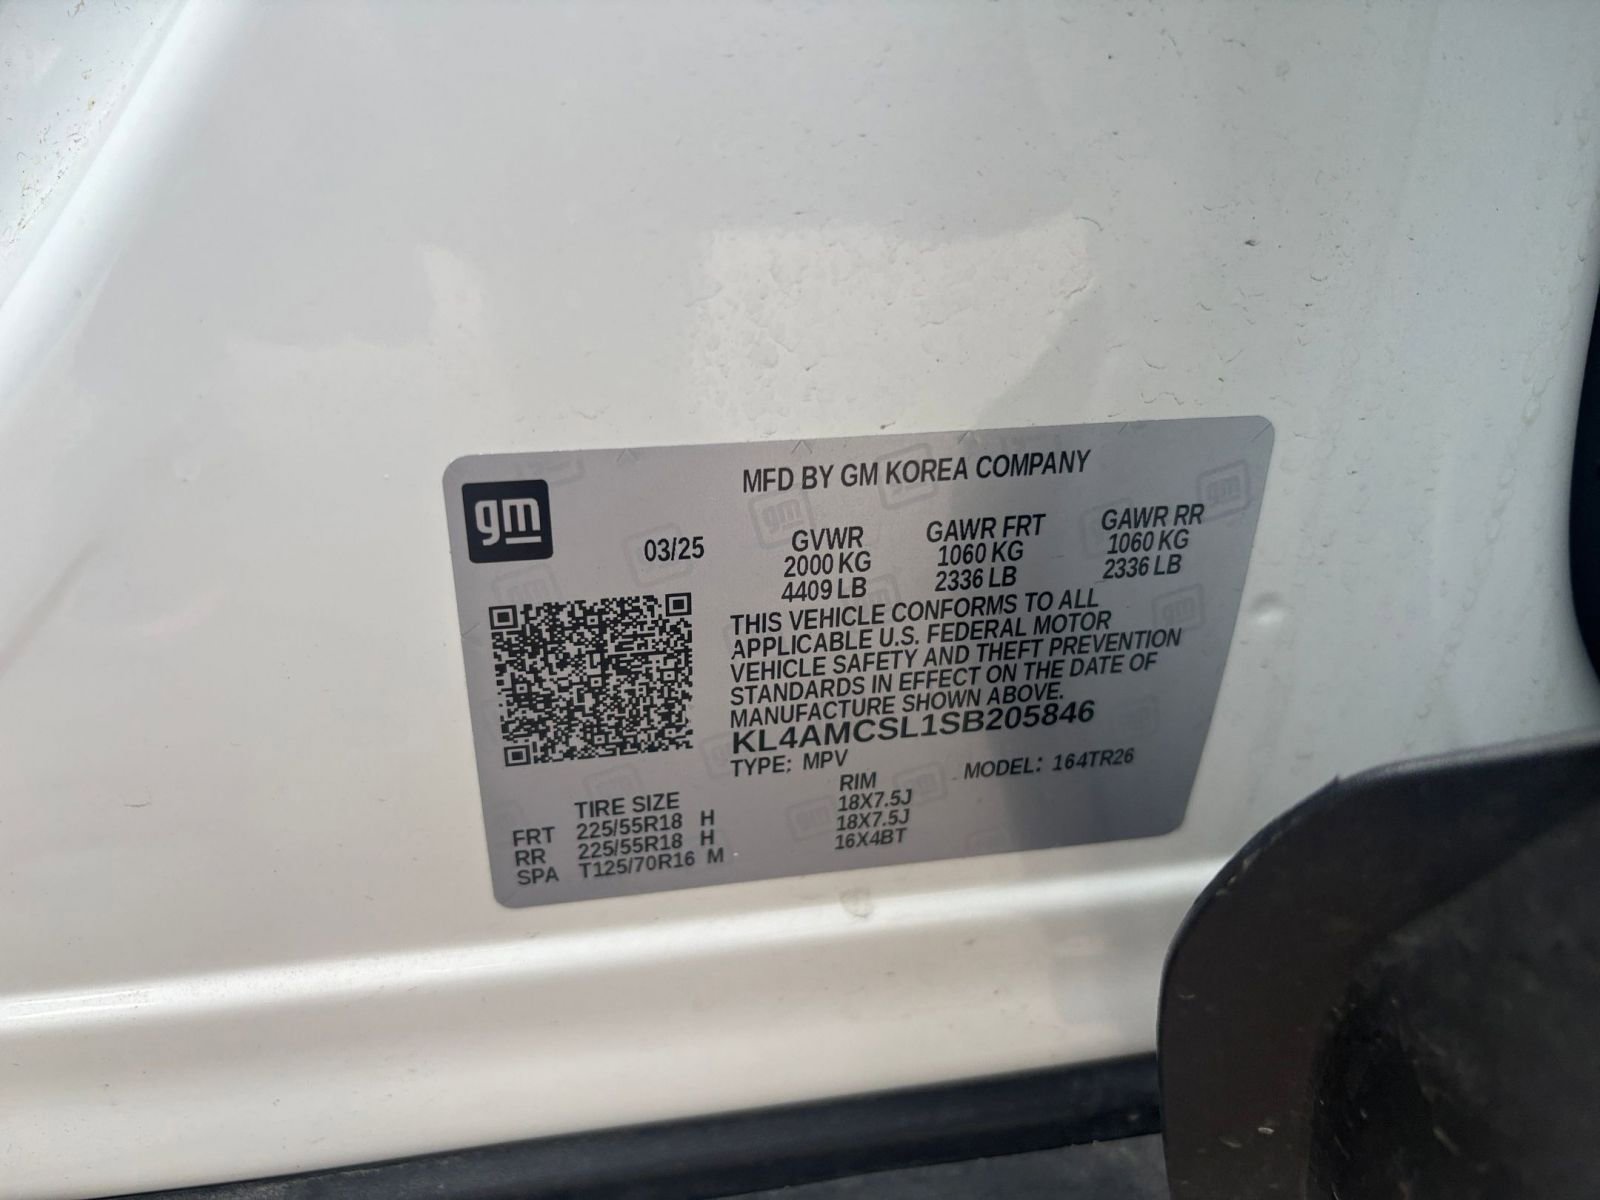 gm
MFD BY GM KOREA COMPANY
03/25
GVWR GAWR FRT GAWR RR
2000 KG 1060 KG 1060 KG
4409 LB 2336 LB 2336 LB
THIS VEHICLE CONFORMS TO ALL
APPLICABLE U.S. FEDERAL MOTOR
VEHICLE SAFETY AND THEFT PREVENTION
STANDARDS IN EFFECT ON THE DATE OF
MANUFACTURE SHOWN ABOVE.
KL4AMCSL1SB205846
TYPE: MPV MODEL: 164TR26
TIRE SIZE RIM
FRT 225/55R18 H 18X7.5J
RR 225/55R18 H 18X7.5J
SPA T125/70R16 M 16X4BT